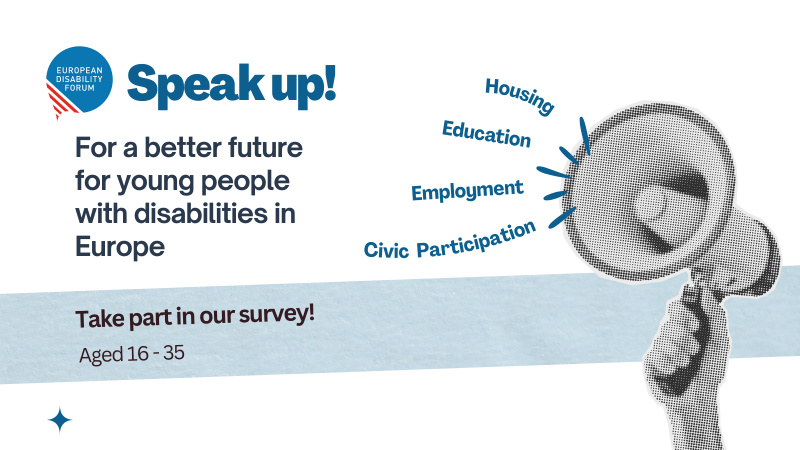 EUROPEAN
DISABILITY
FORUM
Speak up!
For a better future
for young people
with disabilities in
Europe
Housing
Education
Employment
Civic Participation
Take part in our survey!
Aged 16 - 35